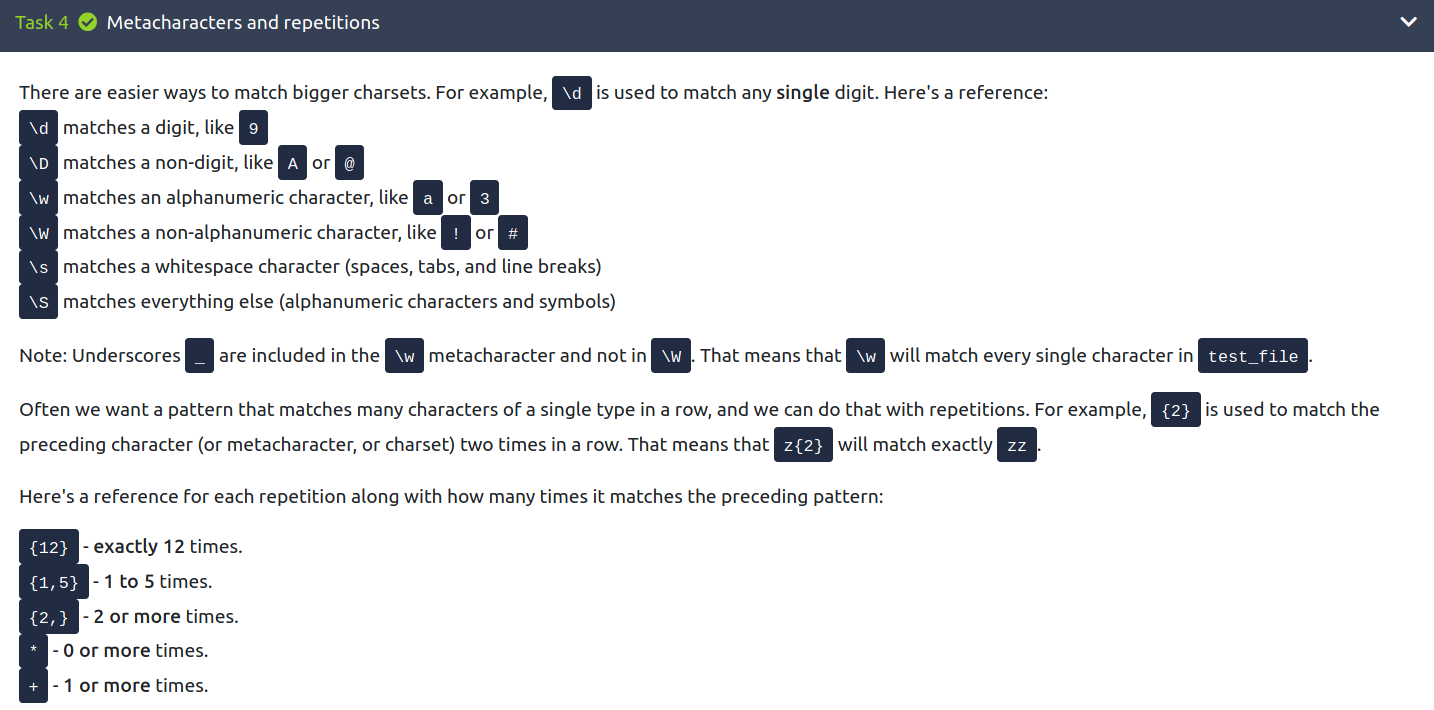 Task 4 Metacharacters and repetitions
There are easier ways to match bigger charsets. For example, \d is used to match any single digit. Here's a reference:
\d matches a digit, like 9
\D matches a non-digit, like A or @
\w matches an alphanumeric character, like a or 3
\W matches a non-alphanumeric character, like ! or #
\s matches a whitespace character (spaces, tabs, and line breaks)
\S matches everything else (alphanumeric characters and symbols)
Note: Underscores _ are included in the \w metacharacter and not in \W. That means that \w will match every single character in test_file.
Often we want a pattern that matches many characters of a single type in a row, and we can do that with repetitions. For example, {2} is used to match the
preceding character (or metacharacter, or charset) two times in a row. That means that z{2} will match exactly zz.
Here's a reference for each repetition along with how many times it matches the preceding pattern:
{12} - exactly 12 times.
{1,5} - 1 to 5 times.
{2,} - 2 or more times.
* - 0 or more times.
+ - 1 or more times.